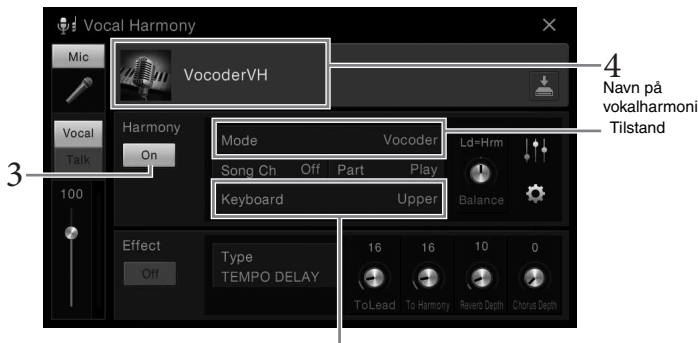 Vocal Harmony
Mic
VocoderVH
4
Navn på
vokalharmoni
Tilstand
Vocal
Talk
Harmony
On
Mode Vocoder
Ld=Hrm
Song Ch Off Part Play
3
100
Keyboard Upper
Balance
Effect
Off
Type
TEMPO DELAY
16 16 10 0
ToLead To Harmony Reverb Depth Chorus Depth